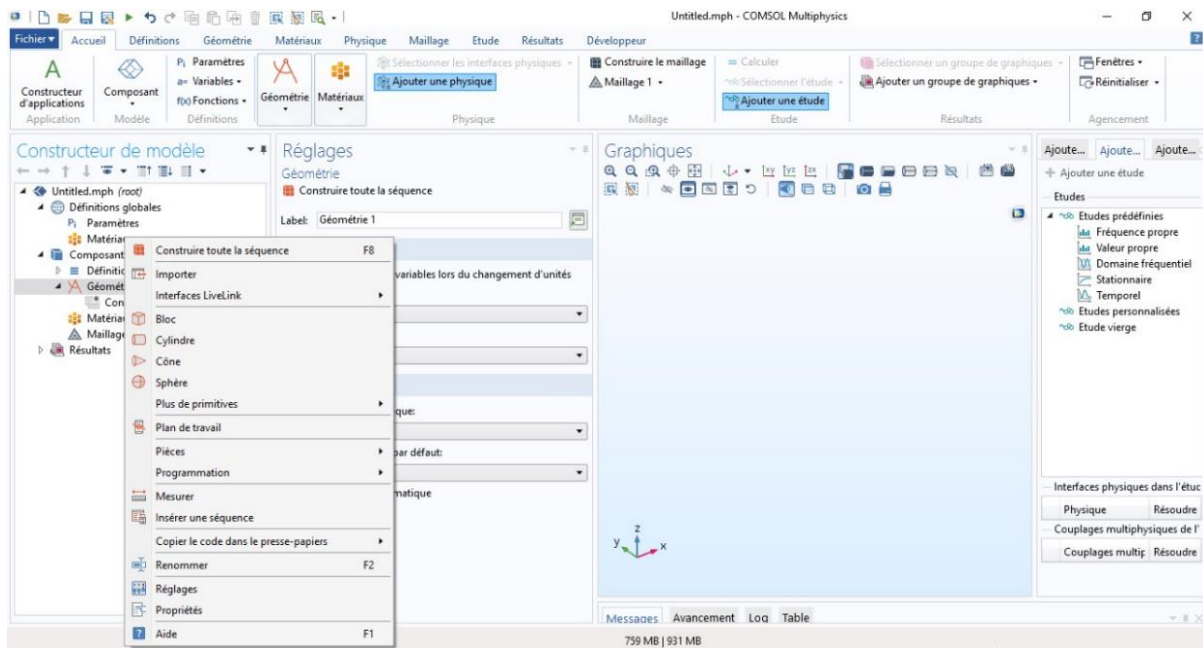 Untitled.mph - COMSOL Multiphysics
Fichier Accueil Définitions Géométrie Matériaux Physique Maillage Etude Résultats Développeur
A
Constructeur d'applications
Application
Composant
Modèle
Pi Paramètres
a= Variables
f(x) Fonctions
Définitions
Géométrie
Matériaux
Sélectionner les interfaces physiques
Ajouter une physique
Physique
Construire le maillage
Maillage 1
Maillage
= Calculer
Sélectionner l'étude
Ajouter une étude
Etude
Sélectionner un groupe de graphiques
Ajouter un groupe de graphiques
Résultats
Fenêtres
Réinitialiser
Agencement
Constructeur de modèle
Untitled.mph (root)
Définitions globales
Pi Paramètres
Matériau
Composant
Définitic
Géomét
Con
Matériau
Maillage
Résultats
Construire toute la séquence F8
Importer
Interfaces LiveLink
Bloc
Cylindre
Cône
Sphère
Plus de primitives
Plan de travail
Pièces
Programmation
Mesurer
Insérer une séquence
Copier le code dans le presse-papiers
Renommer F2
Réglages
Propriétés
Aide F1
Réglages
Géométrie
Construire toute la séquence
Label: Géométrie 1
variables lors du changement d'unités
que:
par défaut:
matique
Graphiques
xy yz zx
z
y x
Messages Avancement Log Table
Ajoute... Ajoute... Ajoute...
+ Ajouter une étude
Etudes
Etudes prédéfinies
Fréquence propre
Valeur propre
Domaine fréquentiel
Stationnaire
Temporel
Etudes personnalisées
Etude vierge
Interfaces physiques dans l'étuc
Physique Résoudre
Couplages multiphysiques de l'
Couplages multip Résoudre
759 MB | 931 MB